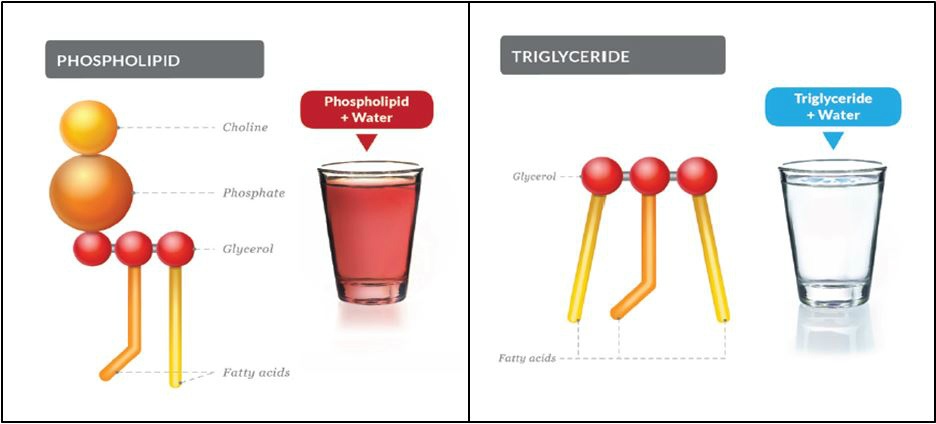 PHOSPHOLIPID
Phospholipid
+ Water
Choline
Phosphate
Glycerol
Fatty acids
TRIGLYCERIDE
Triglyceride
+ Water
Glycerol
Fatty acids